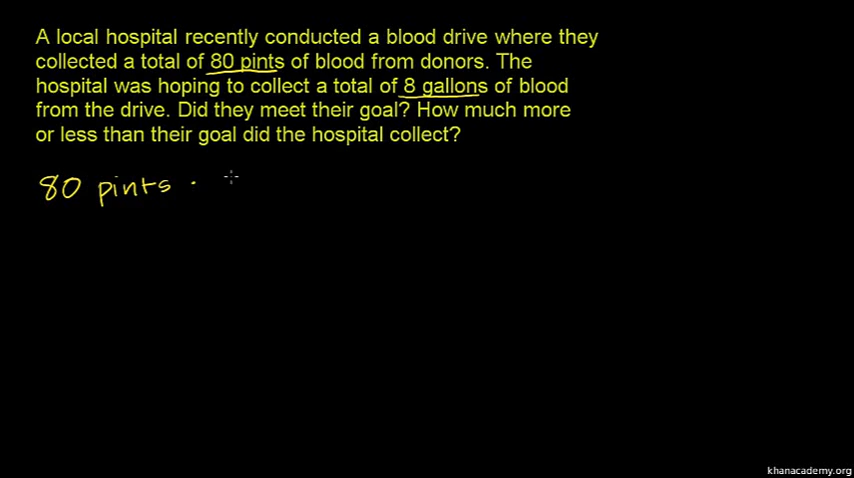 A local hospital recently conducted a blood drive where they
collected a total of 80 pints of blood from donors. The
hospital was hoping to collect a total of 8 gallons of blood
from the drive. Did they meet their goal? How much more
or less than their goal did the hospital collect?
80 pints ·
khanacademy.org